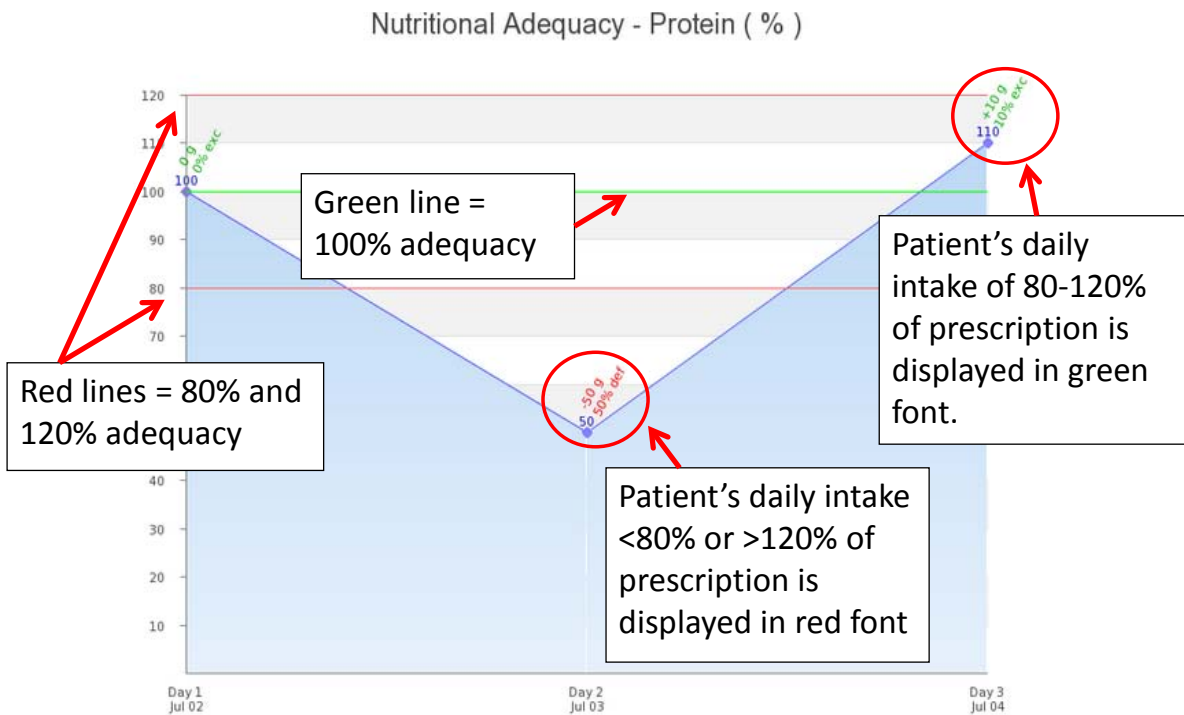 Nutritional Adequacy - Protein ( % )
120
110
100
90
80
70
40
30
20
10
0 g
0% exc
100
+10 g
10% exc
110
-50 g
50% def
50
Green line =
100% adequacy
Red lines = 80% and
120% adequacy
Patient’s daily
intake of 80-120%
of prescription is
displayed in green
font.
Patient’s daily intake
<80% or >120% of
prescription is
displayed in red font
Day 1
Jul 02
Day 2
Jul 03
Day 3
Jul 04